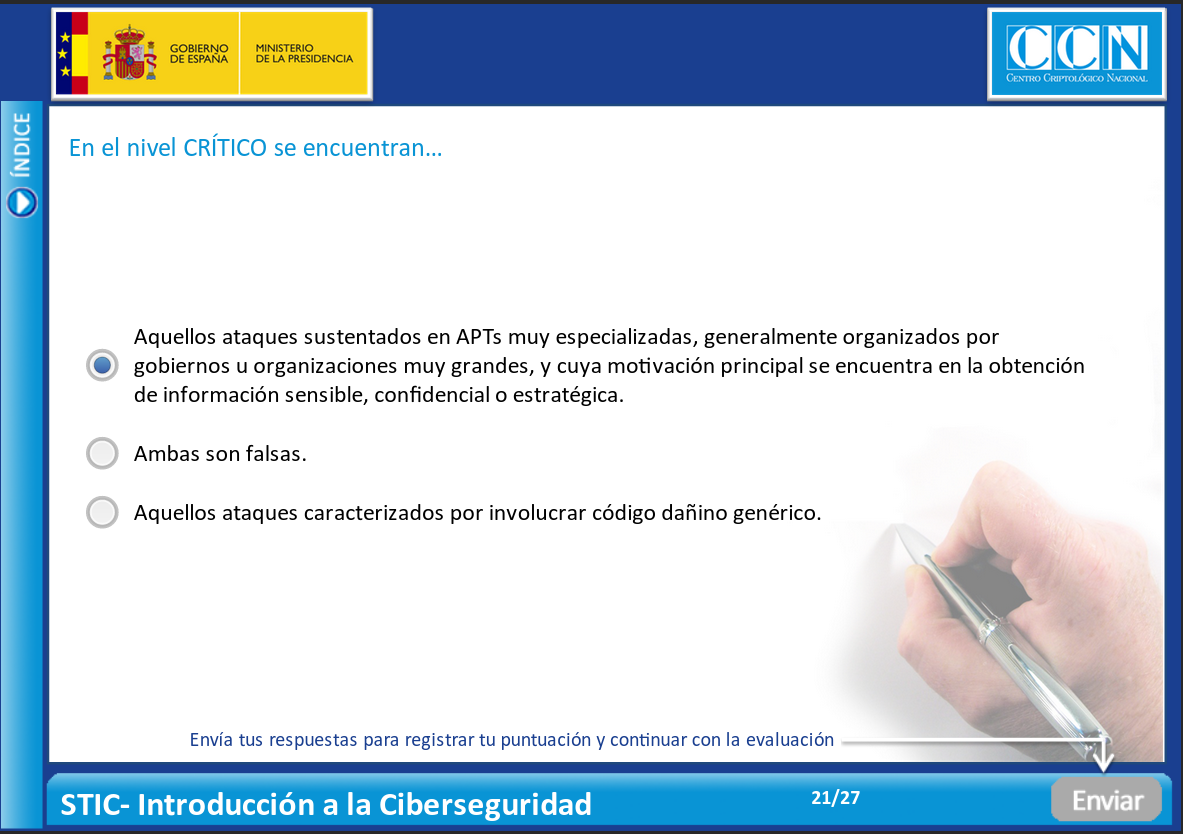 GOBIERNO
DE ESPAÑA
MINISTERIO
DE LA PRESIDENCIA
CCN
CENTRO CRIPTOLÓGICO NACIONAL
ÍNDICE
En el nivel CRÍTICO se encuentran...
Aquellos ataques sustentados en APTs muy especializadas, generalmente organizados por
gobiernos u organizaciones muy grandes, y cuya motivación principal se encuentra en la obtención
de información sensible, confidencial o estratégica.
Ambas son falsas.
Aquellos ataques caracterizados por involucrar código dañino genérico.
Envía tus respuestas para registrar tu puntuación y continuar con la evaluación
STIC- Introducción a la Ciberseguridad
21/27
Enviar